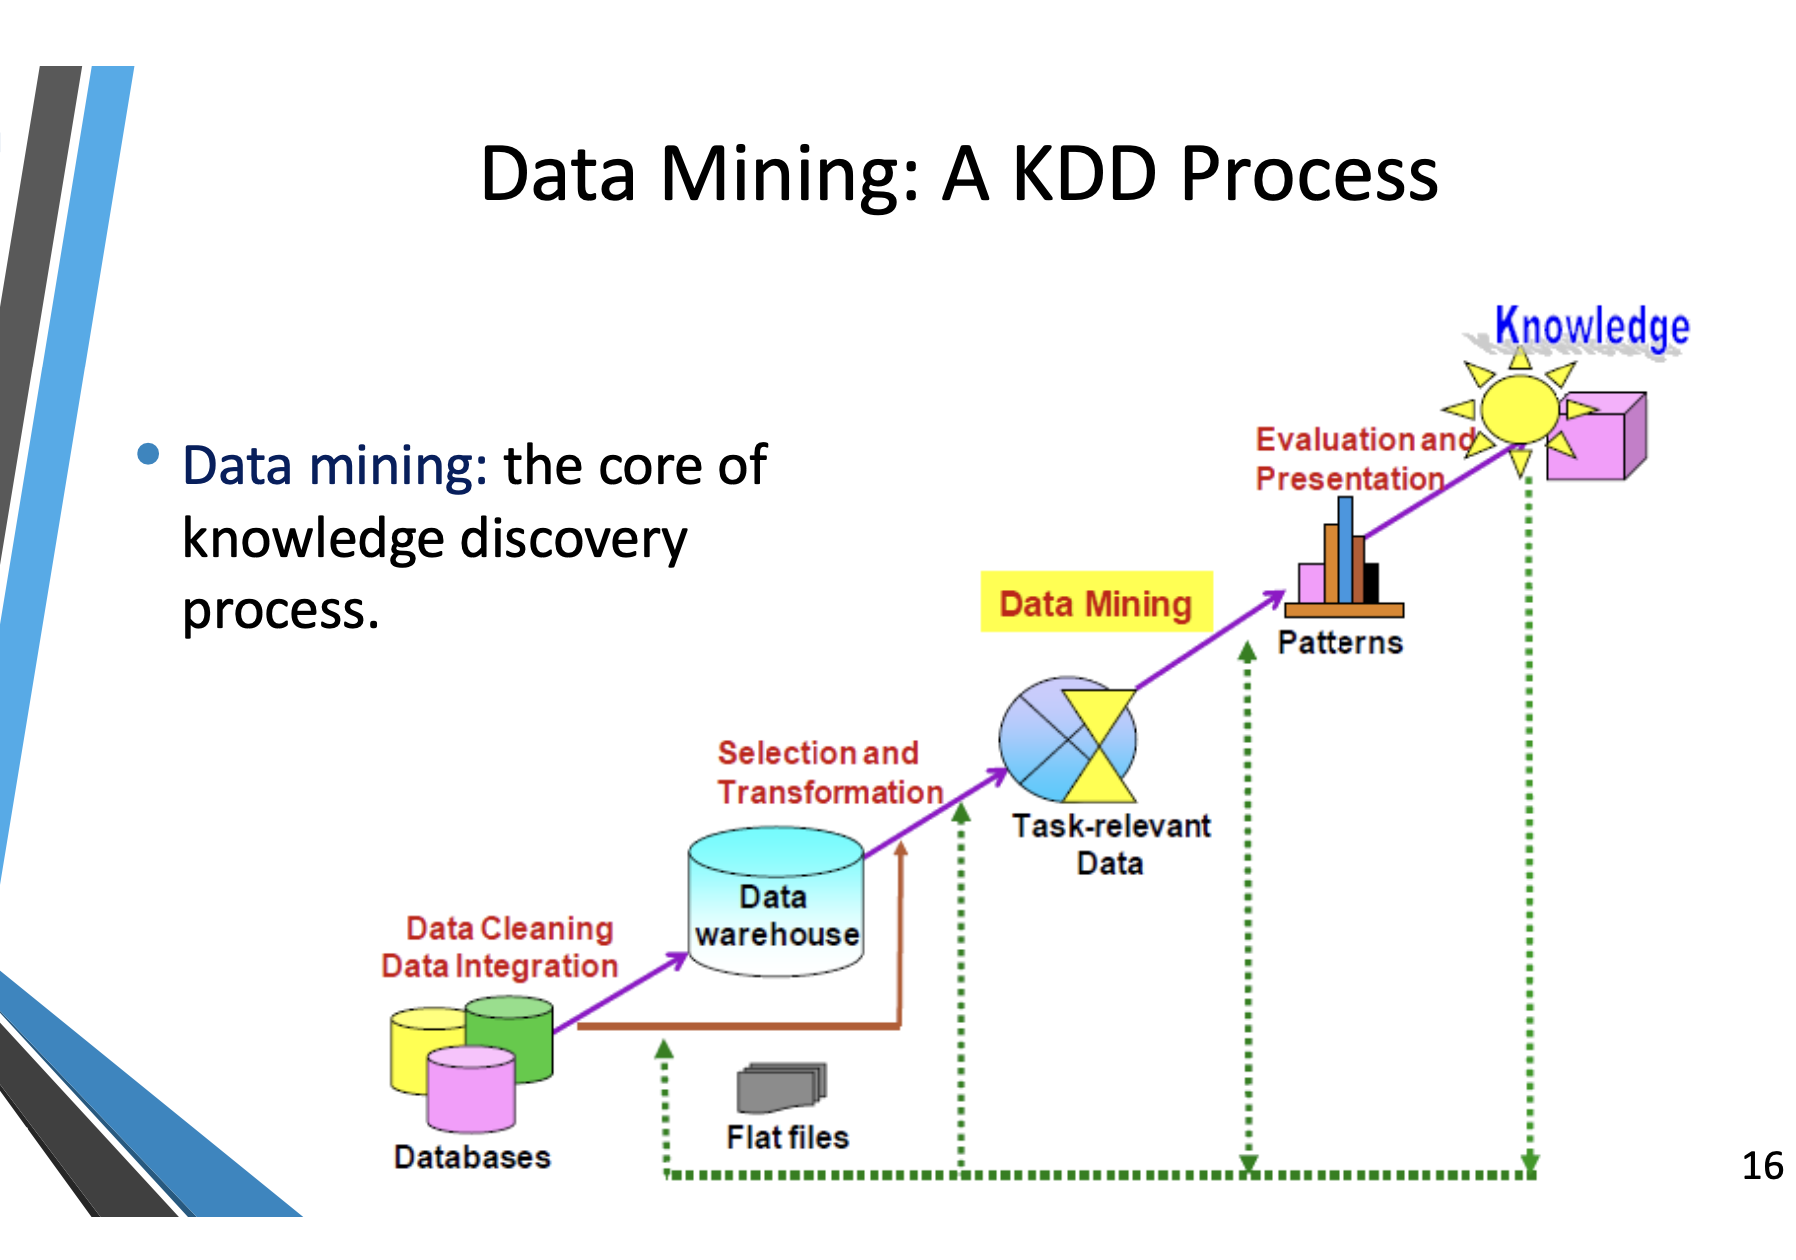 Data Mining: A KDD Process
Data mining: the core of
knowledge discovery
process.
Knowledge
Evaluation and
Presentation
Data Mining
Patterns
Selection and
Transformation
Task-relevant
Data
Data
warehouse
Data Cleaning
Data Integration
Flat files
Databases
16